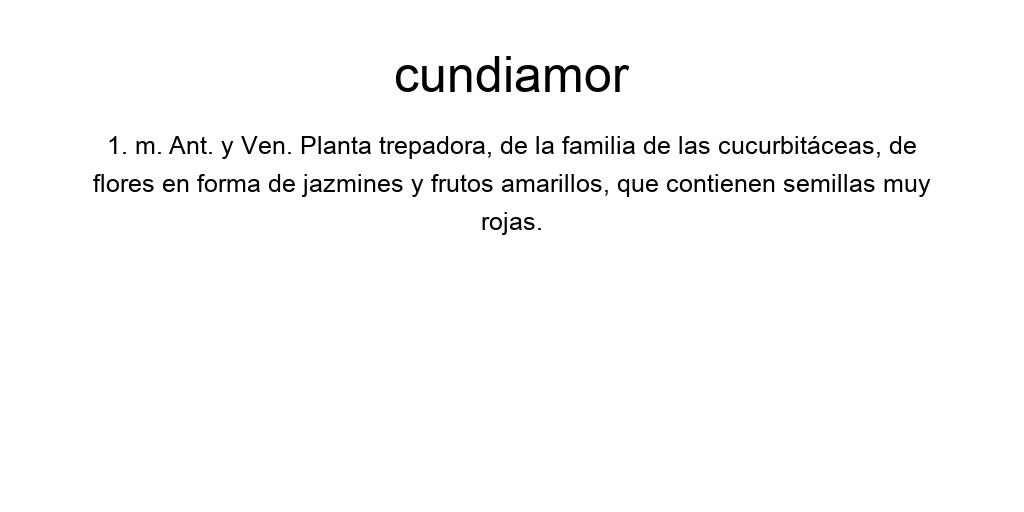 cundiamor
1. m. Ant. y Ven. Planta trepadora, de la familia de las cucurbitáceas, de
flores en forma de jazmines y frutos amarillos, que contienen semillas muy
rojas.